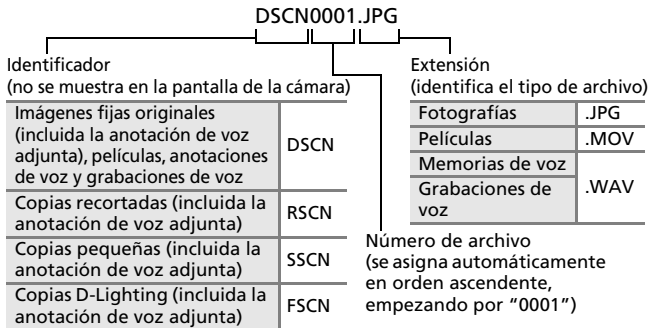 DSCN0001.JPG
Identificador
(no se muestra en la pantalla de la cámara)
Imágenes fijas originales
(incluida la anotación de voz
adjunta), películas, anotaciones
de voz y grabaciones de voz
DSCN
Copias recortadas (incluida la
anotación de voz adjunta)
RSCN
Copias pequeñas (incluida la
anotación de voz adjunta)
SSCN
Copias D-Lighting (incluida la
anotación de voz adjunta)
FSCN
Extensión
(identifica el tipo de archivo)
Fotografías .JPG
Películas .MOV
Memorias de voz
Grabaciones de
voz
.WAV
Número de archivo
(se asigna automáticamente
en orden ascendente,
empezando por “0001”)